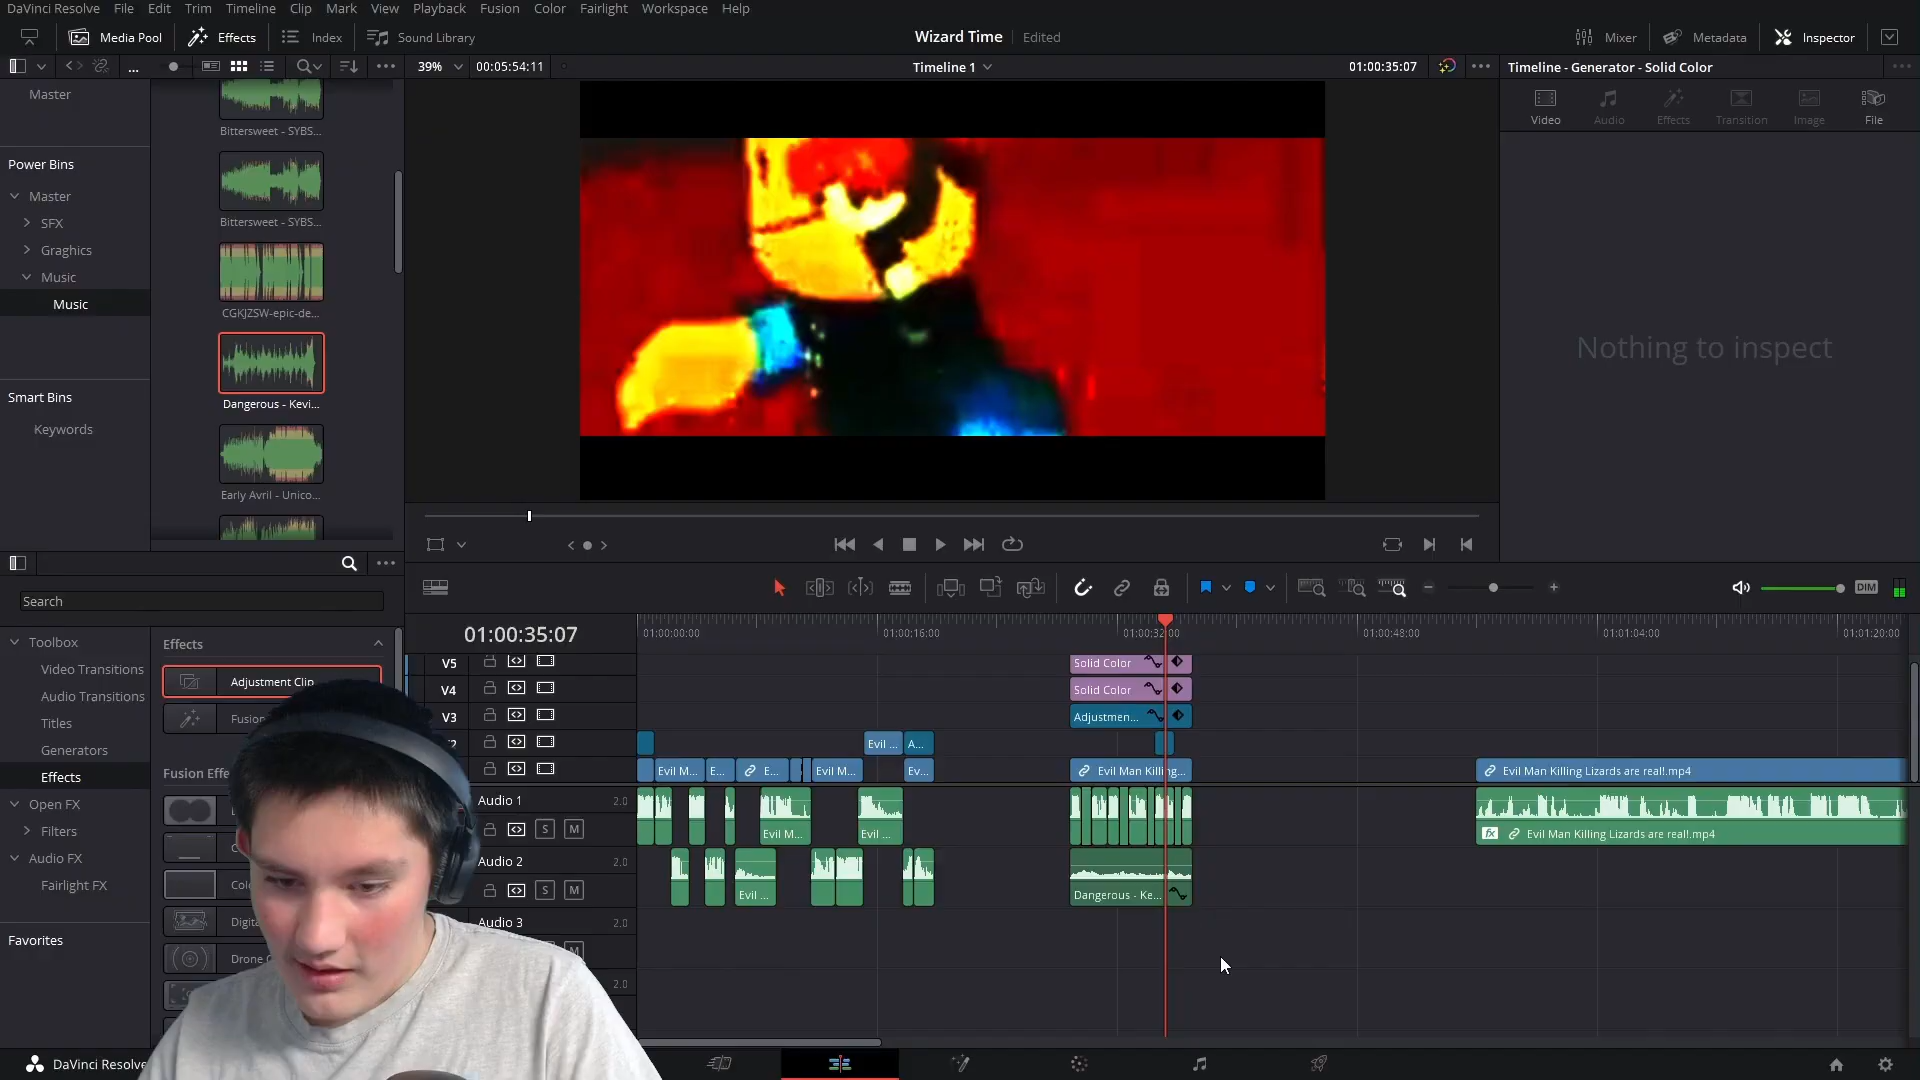 DaVinci Resolve File Edit Trim Timeline Clip Mark View Playback Fusion Color Fairlight Workspace Help
Media Pool Effects Index Sound Library
Wizard Time Edited
Mixer Metadata Inspector
39% 00:05:54:11
Timeline 1
01:00:35:07
Timeline - Generator - Solid Color
Video Audio Effects Transition Image File
Nothing to inspect
Master
Power Bins
Master
SFX
Graghics
Music
Music
Smart Bins
Keywords
Bittersweet - SYBS...
Bittersweet - SYBS...
CGKJZSW-epic-de...
Dangerous - Kevi...
Early Avril - Unico...
Search
Toolbox
Video Transitions
Audio Transitions
Titles
Generators
Effects
Open FX
Filters
Audio FX
Fairlight FX
Favorites
Effects
Adjustment Clip
Fusio
Fusion Effe
Colo
Digita
Drone O
DIM
01:00:35:07
01:00:00:00 01:00:16:00 01:00:32:00 01:00:48:00 01:01:04:00 01:01:20:00
V5
Solid Color
V4
Solid Color
V3
Adjustmen...
Evil ... A...
Evil M... E... E... Evil M... Ev... Evil Man Killing... Evil Man Killing Lizards are real!.mp4
Audio 1 2.0
S M
Evil M... Evil ... fx Evil Man Killing Lizards are real!.mp4
Audio 2 2.0
S M
Evil ... Dangerous - Ke...
Audio 3 2.0
M
2.0
DaVinci Resolve